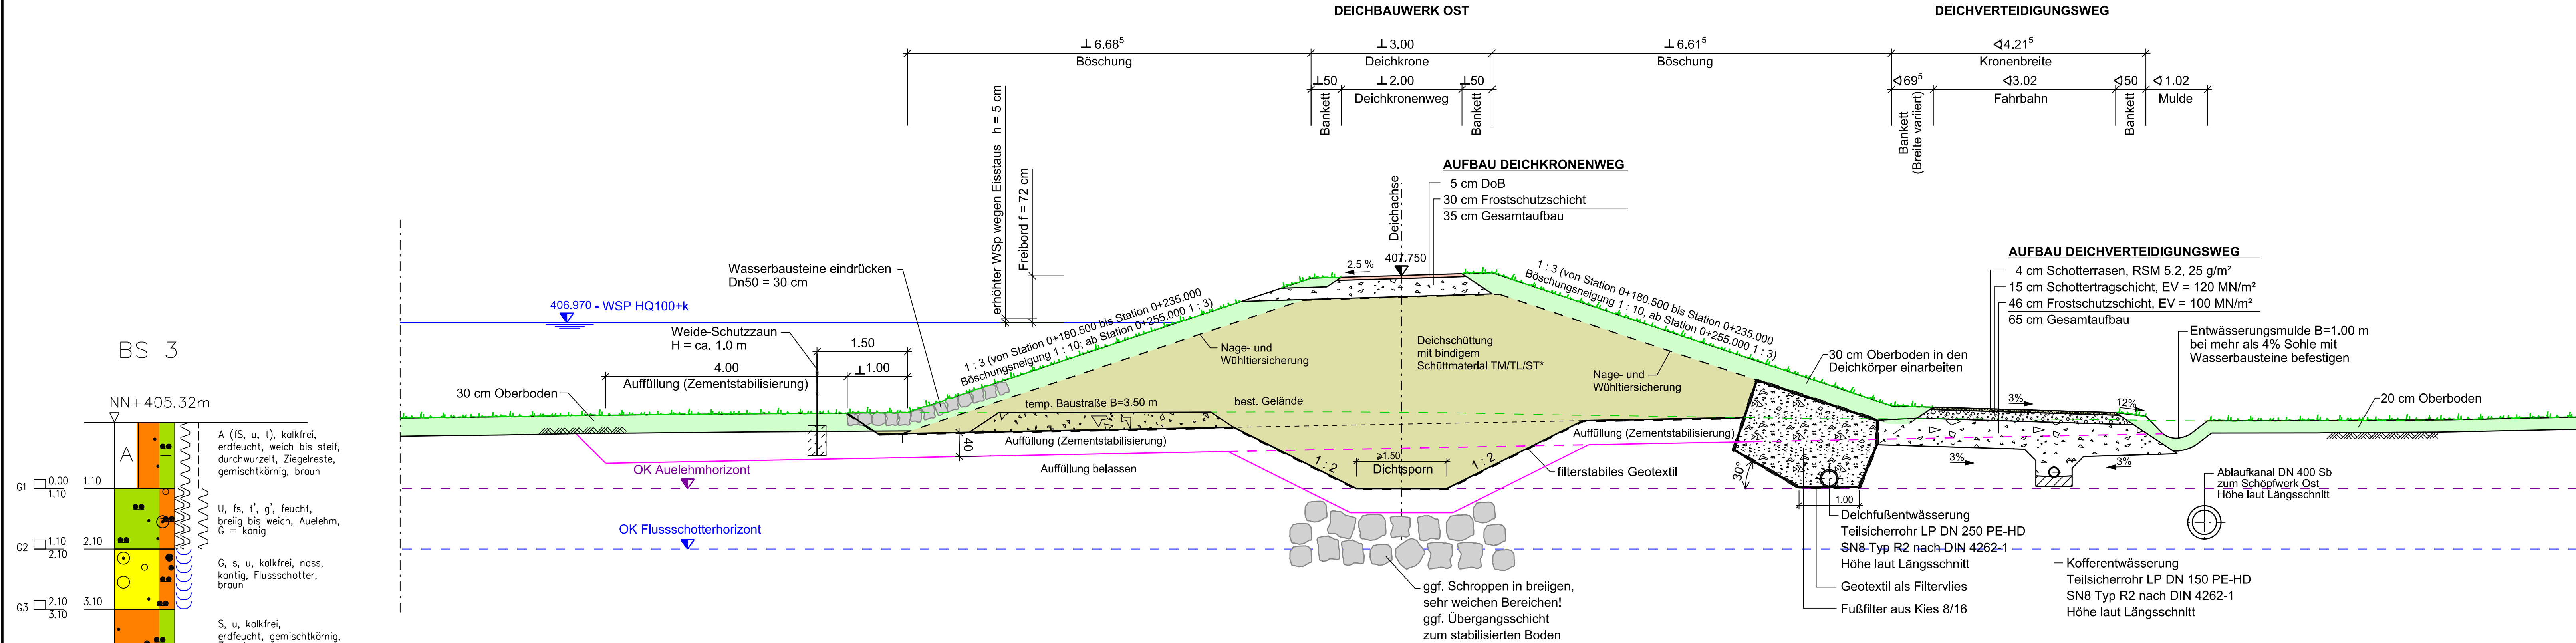 DEICHBAUWERK OST
DEICHVERTEIDIGUNGSWEG
⊥ 6.68⁵
Böschung
⊥ 3.00
Deichkrone
⊥ 6.61⁵
Böschung
⊲4.21⁵
Kronenbreite
⊥50
⊥ 2.00
⊥50
Bankett
Deichkronenweg
Bankett
⊲69⁵
⊲3.02
⊲50
⊲ 1.02
Bankett
(Breite variiert)
Fahrbahn
Bankett
Mulde
erhöhter WSp wegen Eisstaus h = 5 cm
Freibord f = 72 cm
Deichachse
AUFBAU DEICHKRONENWEG
5 cm DoB
30 cm Frostschutzschicht
35 cm Gesamtaufbau
2.5 %
407.750
AUFBAU DEICHVERTEIDIGUNGSWEG
4 cm Schotterrasen, RSM 5.2, 25 g/m²
15 cm Schottertragschicht, EV = 120 MN/m²
46 cm Frostschutzschicht, EV = 100 MN/m²
65 cm Gesamtaufbau
Wasserbausteine eindrücken
Dn50 = 30 cm
406.970 - WSP HQ100+k
Weide-Schutzzaun
H = ca. 1.0 m
1.50
4.00
⊥1.00
Auffüllung (Zementstabilisierung)
30 cm Oberboden
1 : 3 (von Station 0+180.500 bis Station 0+235.000
Böschungsneigung 1 : 10; ab Station 0+255.000 1 : 3)
Nage- und
Wühltiersicherung
Deichschüttung
mit bindigem
Schüttmaterial TM/TL/ST*
Nage- und
Wühltiersicherung
1 : 3 (von Station 0+180.500 bis Station 0+235.000
Böschungsneigung 1 : 10, ab Station 0+255.000 1 : 3)
30 cm Oberboden in den
Deichkörper einarbeiten
Entwässerungsmulde B=1.00 m
bei mehr als 4% Sohle mit
Wasserbausteine befestigen
3%
12%
20 cm Oberboden
temp. Baustraße B=3.50 m
best. Gelände
Auffüllung (Zementstabilisierung)
40
Auffüllung (Zementstabilisierung)
OK Auelehmhorizont
Auffüllung belassen
1 : 2
≥1.50
Dichtsporn
1 : 2
filterstabiles Geotextil
30°
1.00
3%
3%
Ablaufkanal DN 400 Sb
zum Schöpfwerk Ost
Höhe laut Längsschnitt
OK Flussschotterhorizont
Deichfußentwässerung
Teilsicherrohr LP DN 250 PE-HD
SN8 Typ R2 nach DIN 4262-1
Höhe laut Längsschnitt
Geotextil als Filtervlies
Fußfilter aus Kies 8/16
Kofferentwässerung
Teilsicherrohr LP DN 150 PE-HD
SN8 Typ R2 nach DIN 4262-1
Höhe laut Längsschnitt
ggf. Schroppen in breiigen,
sehr weichen Bereichen!
ggf. Übergangsschicht
zum stabilisierten Boden
BS 3
NN+405.32m
A
A (fS, u, t), kalkfrei,
erdfeucht, weich bis steif,
durchwurzelt, Ziegelreste,
gemischtkörnig, braun
G1
0.00
1.10
1.10
U, fs, t', g', feucht,
breiig bis weich, Auelehm,
G = kanig
G2
1.10
2.10
2.10
G, s, u, kalkfrei, nass,
kantig, Flussschotter,
braun
G3
2.10
3.10
3.10
S, u, kalkfrei,
erdfeucht, gemischtkörnig,